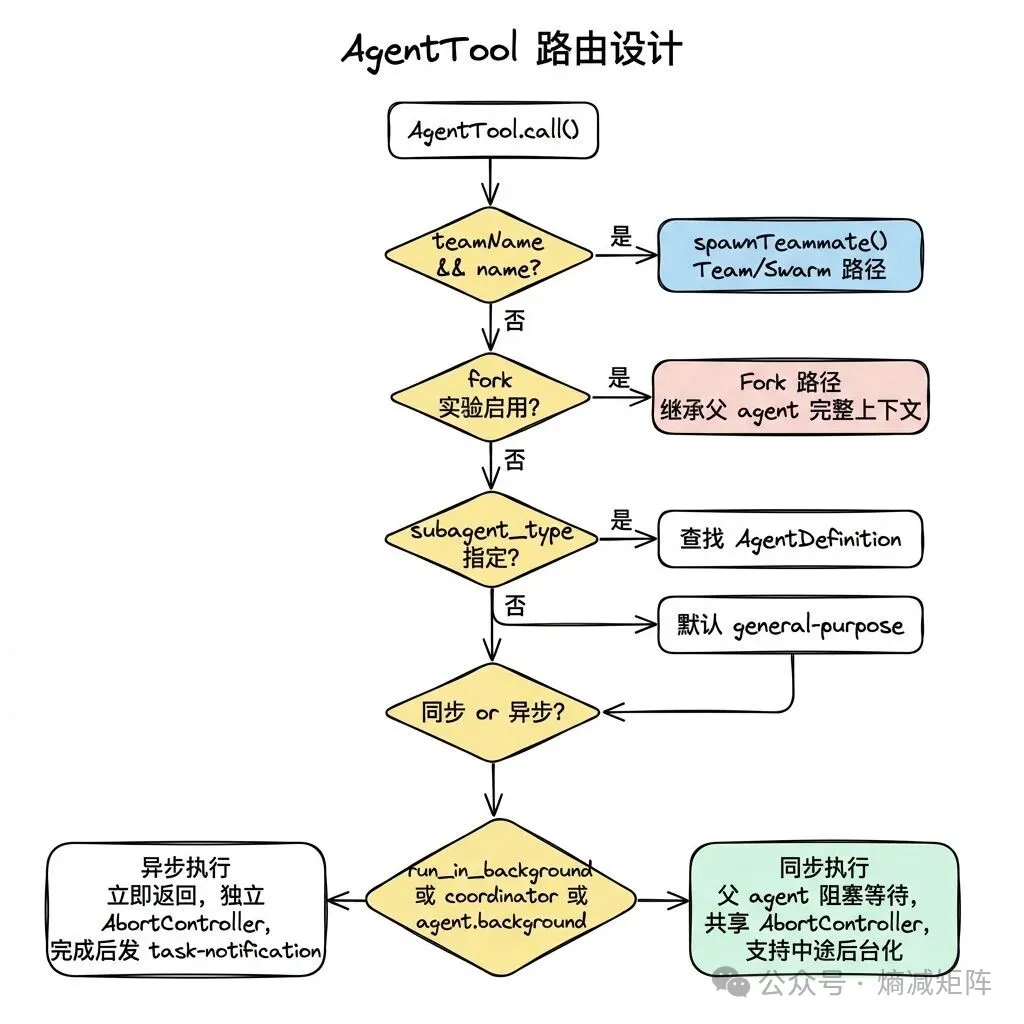 AgentTool 路由设计
AgentTool.call()
teamName
&& name?
是
spawnTeammate()
Team/Swarm 路径
否
fork
实验启用?
是
Fork 路径
继承父 agent 完整上下文
否
subagent_type
指定?
是
查找 AgentDefinition
否
默认 general-purpose
同步 or 异步?
异步执行
立即返回，独立
AbortController,
完成后发 task-notification
run_in_background
或 coordinator 或
agent.background
同步执行
父 agent 阻塞等待，
共享 AbortController,
支持中途后台化
公众号 · 熵减矩阵